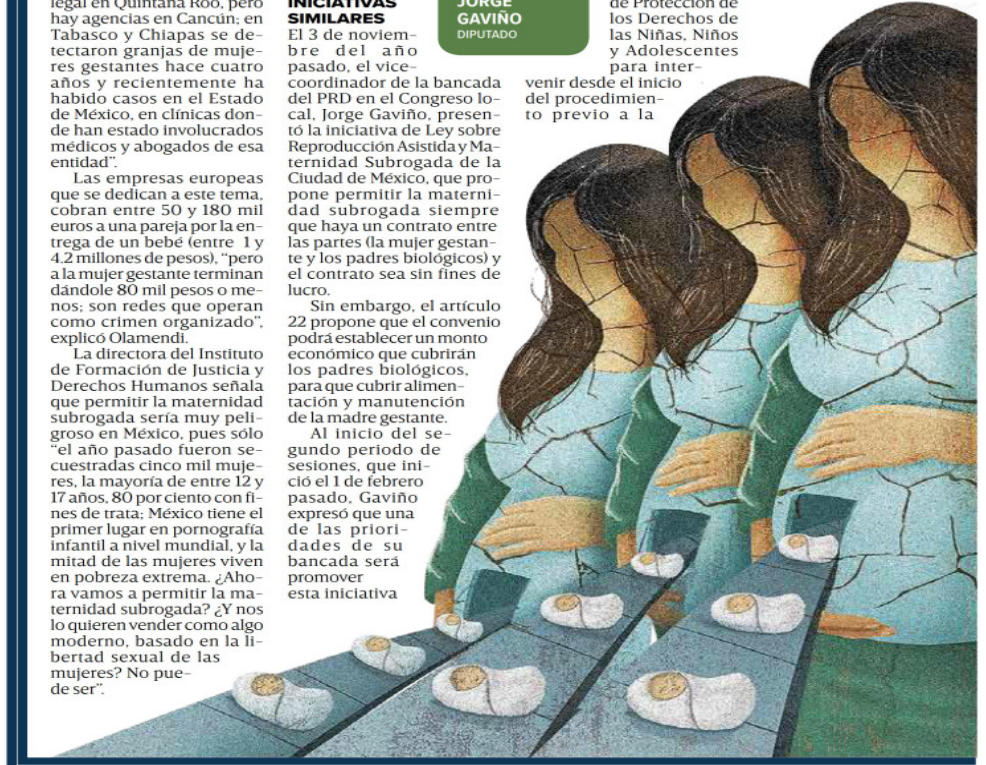 legal en Quintana Roo, pero
hay agencias en Cancún; en
Tabasco y Chiapas se de-
tectaron granjas de muje-
res gestantes hace cuatro
años y recientemente ha
habido casos en el Estado
de México, en clínicas don-
de han estado involucrados
médicos y abogados de esa
entidad”.
Las empresas europeas
que se dedican a este tema,
cobran entre 50 y 180 mil
euros a una pareja por la en-
trega de un bebé (entre 1 y
4.2 millones de pesos), “pero
a la mujer gestante terminan
dándole 80 mil pesos o me-
nos; son redes que operan
como crimen organizado”,
explicó Olamendi.
La directora del Instituto
de Formación de Justicia y
Derechos Humanos señala
que permitir la maternidad
subrogada sería muy peli-
groso en México, pues sólo
“el año pasado fueron se-
cuestradas cinco mil muje-
res, la mayoría de entre 12 y
17 años, 80 por ciento con fi-
nes de trata; México tiene el
primer lugar en pornografía
infantil a nivel mundial, y la
mitad de las mujeres viven
en pobreza extrema. ¿Aho-
ra vamos a permitir la ma-
ternidad subrogada? ¿Y nos
lo quieren vender como algo
moderno, basado en la li-
bertad sexual de las
mujeres? No pue-
de ser”.
INICIATIVAS
SIMILARES
El 3 de noviem-
bre del año
pasado, el vice-
coordinador de la bancada
del PRD en el Congreso lo-
cal, Jorge Gaviño, presen-
tó la iniciativa de Ley sobre
Reproducción Asistida y Ma-
ternidad Subrogada de la
Ciudad de México, que pro-
pone permitir la materni-
dad subrogada siempre
que haya un contrato entre
las partes (la mujer gestan-
te y los padres biológicos) y
el contrato sea sin fines de
lucro.
Sin embargo, el artículo
22 propone que el convenio
podrá establecer un monto
económico que cubrirán
los padres biológicos,
para que cubrir alimen-
tación y manutención
de la madre gestante.
Al inicio del se-
gundo periodo de
sesiones, que ini-
ció el 1 de febrero
pasado, Gaviño
expresó que una
de las priori-
dades de su
bancada será
promover
esta iniciativa
JORGE
GAVIÑO
DIPUTADO
de Protección de
los Derechos de
las Niñas, Niños
y Adolescentes
para inter-
venir desde el inicio
del procedimien-
to previo a la